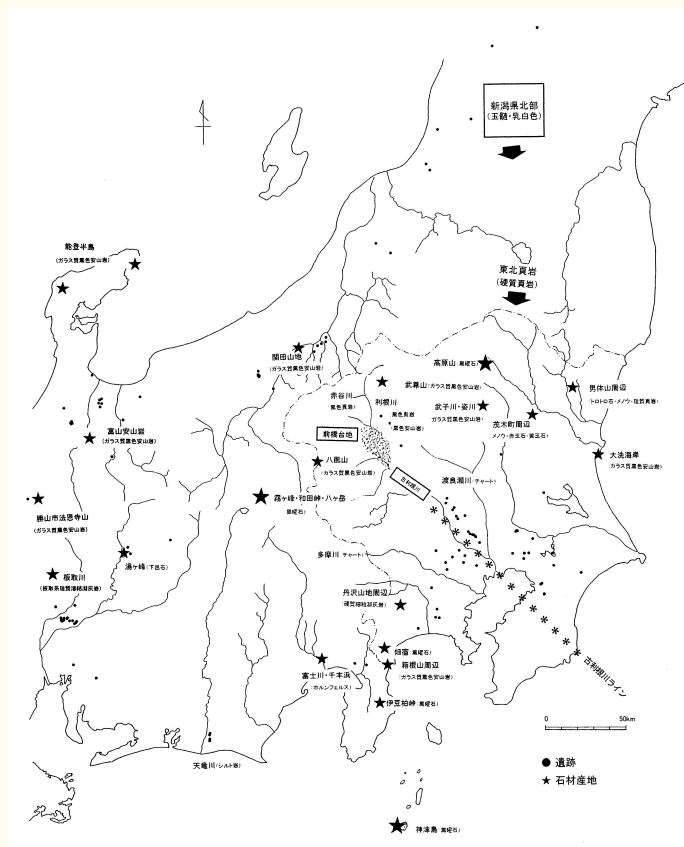 新潟県北部
(玉髄・乳白色)
能登半島
(ガラス質黒色安山岩)
東北頁岩
(硬質頁岩)
関田山地
(ガラス質黒色安山岩)
高原山(黒曜石)
赤谷川
黒色頁岩
利根川
黒色頁岩
黒色安山岩
武尊山(ガラス質黒色安山岩)
男体山周辺
(トロトロ石・メノウ・珪質頁岩)
武子川・姿川
(ガラス質黒色安山岩)
茂木町周辺
メノウ・赤玉石・黄玉石
富山安山岩
(ガラス質黒色安山岩)
前橋台地
八風山
(ガラス質黒色安山岩)
大洗海岸
ガラス質黒色安山岩)
古利根川
渡良瀬川(チャート)
霧ヶ峰・和田峠・八ヶ岳
黒曜石)
勝山市法恩寺山
(ガラス質黒色安山岩)
湯ヶ峰(下呂石)
多摩川 チャート)
板取川
丹沢山地周辺
(硬質細粒凝灰岩)
畑宿(黒曜石)
箱根山周辺
(ガラス質黒色安山岩)
富士川・千本浜
(ホルンフェルス)
古利根川ライン
伊豆柏峠(黒曜石)
0 50km
天竜川(シルト岩)
● 遺跡
★ 石材産地
神津島(黒曜石)